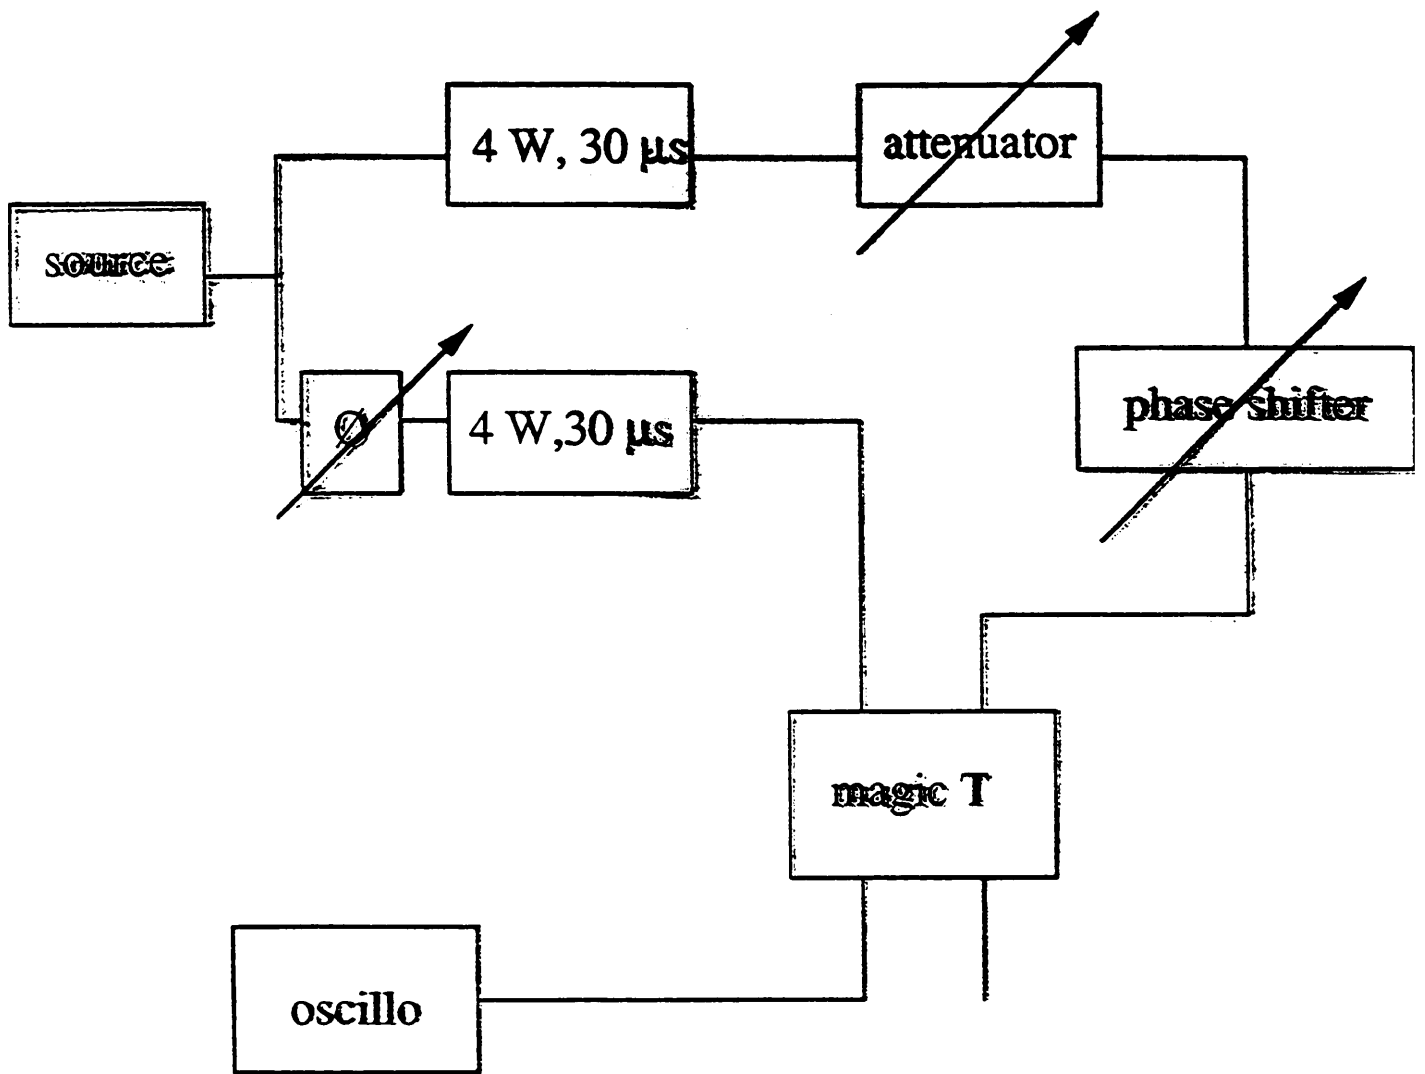 4 W, 30 μs
attenuator
source
phase shifter
Ø
4 W,30 μs
magic T
oscillo